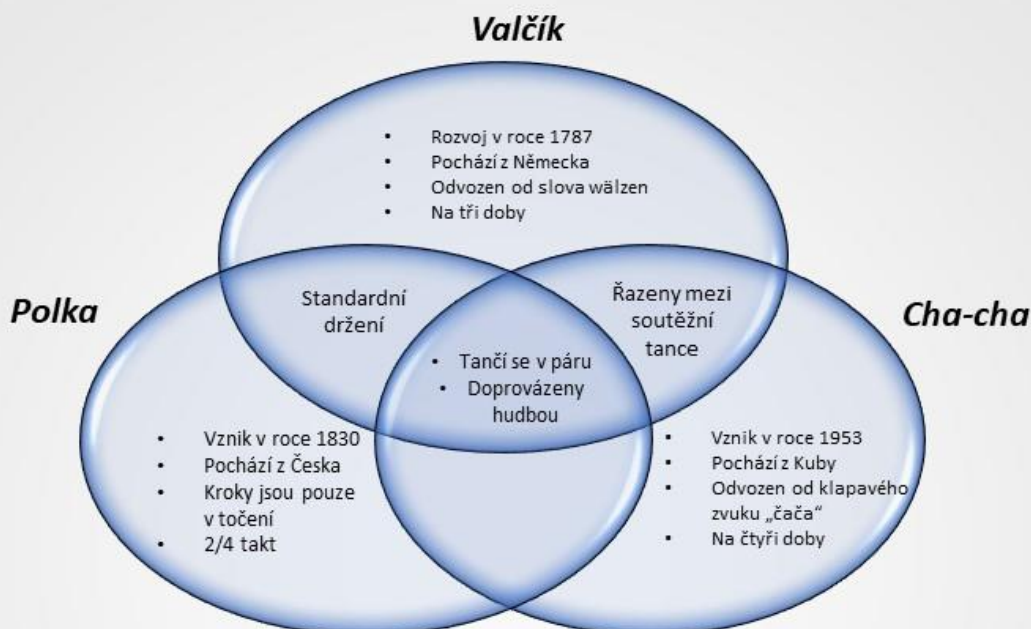 Valčík
• Rozvoj v roce 1787
• Pochází z Německa
• Odvozen od slova wälzen
• Na tři doby
Polka
Standardní
držení
Řazeny mezi
soutěžní
tance
Cha-cha
• Tančí se v páru
• Doprovázeny
hudbou
• Vznik v roce 1830
• Pochází z Česka
• Kroky jsou pouze
v točení
• 2/4 takt
• Vznik v roce 1953
• Pochází z Kuby
• Odvozen od klapavého
zvuku „čača“
• Na čtyři doby